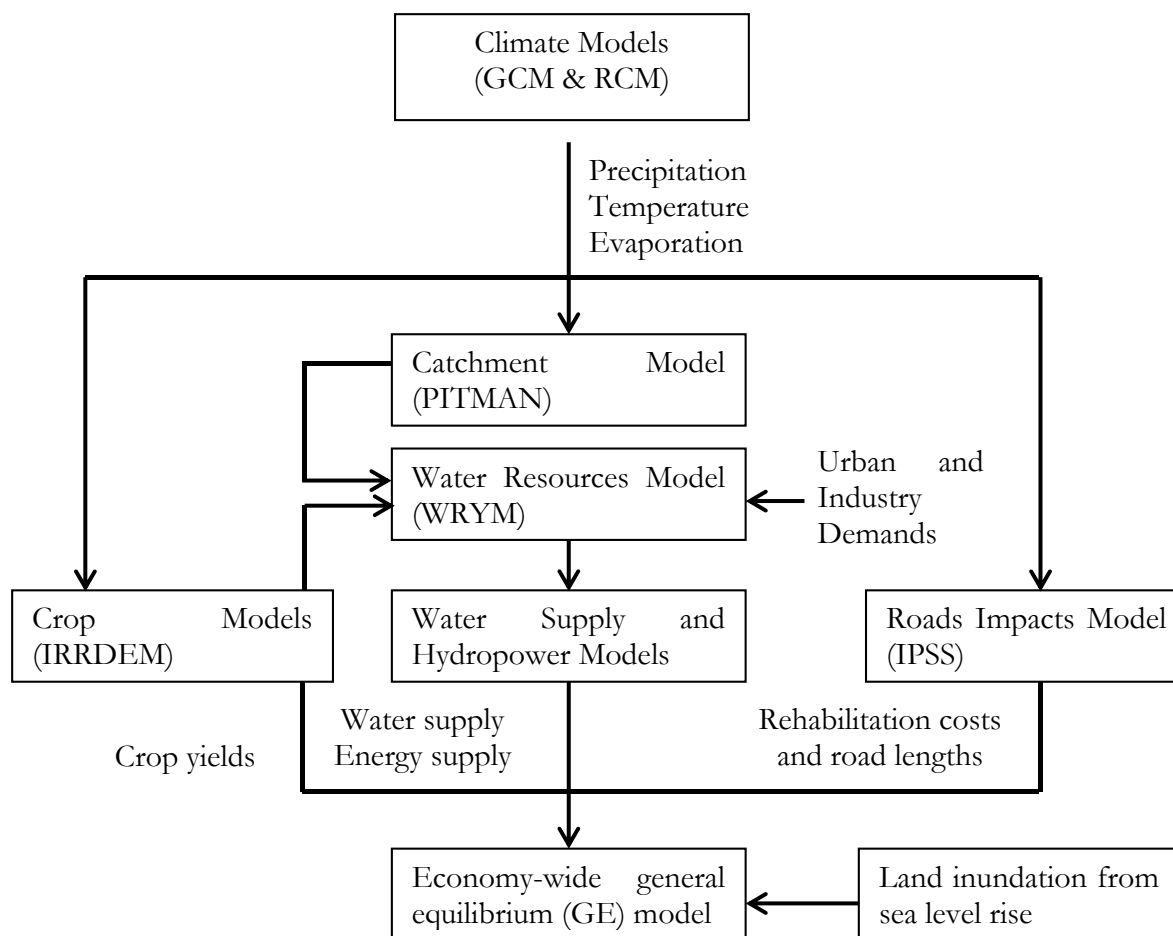 Climate Models
(GCM & RCM)
Precipitation
Temperature
Evaporation
Catchment Model
(PITMAN)
Water Resources Model
(WRYM)
Urban and
Industry
Demands
Crop Models
(IRRDEM)
Water Supply and
Hydropower Models
Roads Impacts Model
(IPSS)
Crop yields
Water supply
Energy supply
Rehabilitation costs
and road lengths
Economy-wide general
equilibrium (GE) model
Land inundation from
sea level rise